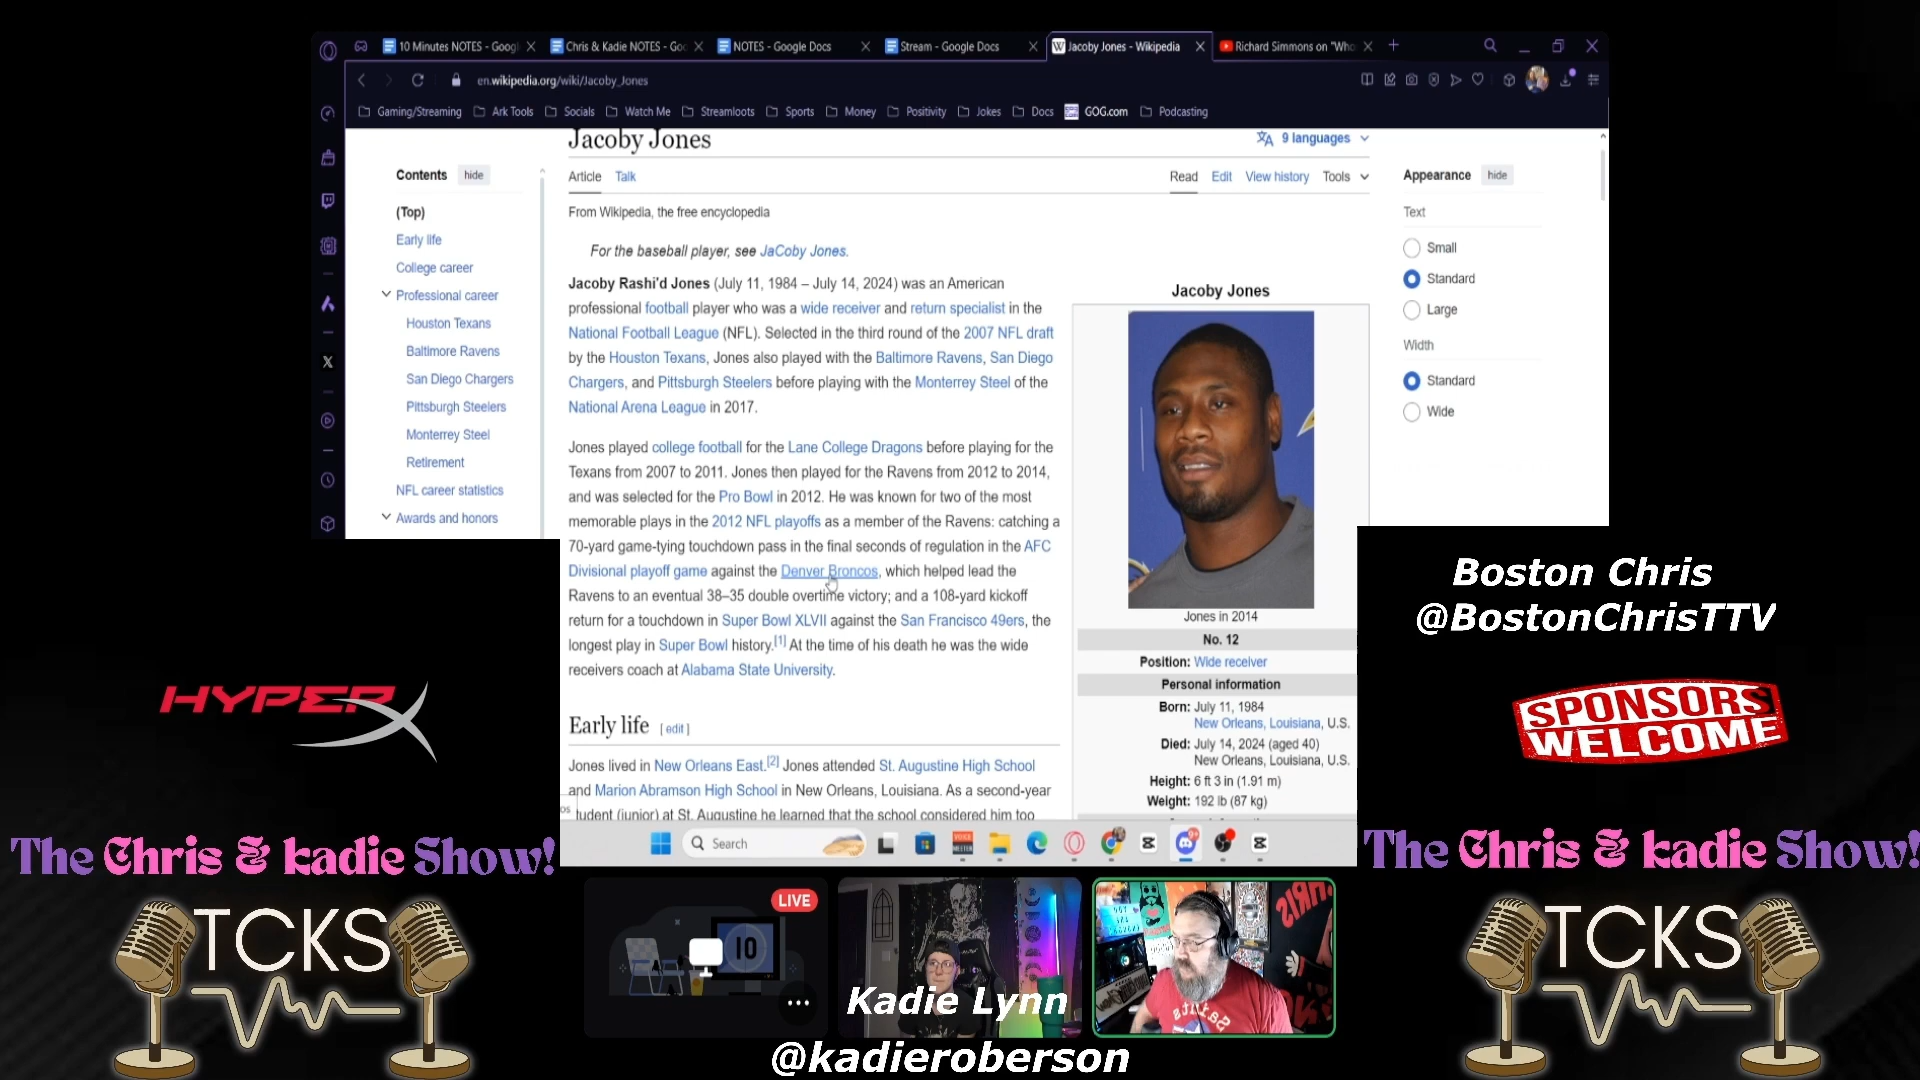 10 Minutes NOTES - Googl
Chris & Kadie NOTES - Goo
NOTES - Google Docs
Stream - Google Docs
Jacoby Jones - Wikipedia
Richard Simmons on "Who
en.wikipedia.org/wiki/Jacoby_Jones
Gaming/Streaming
Ark Tools
Socials
Watch Me
Streamloots
Sports
Money
Positivity
Jokes
Docs
GOG.com
Podcasting
Jacoby Jones
9 languages
Contents hide
(Top)
Early life
College career
Professional career
Houston Texans
Baltimore Ravens
San Diego Chargers
Pittsburgh Steelers
Monterrey Steel
Retirement
NFL career statistics
Awards and honors
Article Talk
Read Edit View history Tools
From Wikipedia, the free encyclopedia
For the baseball player, see JaCoby Jones.
Jacoby Rashi'd Jones (July 11, 1984 – July 14, 2024) was an American
professional football player who was a wide receiver and return specialist in the
National Football League (NFL). Selected in the third round of the 2007 NFL draft
by the Houston Texans, Jones also played with the Baltimore Ravens, San Diego
Chargers, and Pittsburgh Steelers before playing with the Monterrey Steel of the
National Arena League in 2017.
Jones played college football for the Lane College Dragons before playing for the
Texans from 2007 to 2011. Jones then played for the Ravens from 2012 to 2014,
and was selected for the Pro Bowl in 2012. He was known for two of the most
memorable plays in the 2012 NFL playoffs as a member of the Ravens: catching a
70-yard game-tying touchdown pass in the final seconds of regulation in the AFC
Divisional playoff game against the Denver Broncos, which helped lead the
Ravens to an eventual 38–35 double overtime victory; and a 108-yard kickoff
return for a touchdown in Super Bowl XLVII against the San Francisco 49ers, the
longest play in Super Bowl history.[1] At the time of his death he was the wide
receivers coach at Alabama State University.
Early life [ edit ]
Jones lived in New Orleans East.[2] Jones attended St. Augustine High School
and Marion Abramson High School in New Orleans, Louisiana. As a second-year
student (junior) at St. Augustine he learned that the school considered him too
Jacoby Jones
Jones in 2014
No. 12
Position: Wide receiver
Personal information
Born: July 11, 1984
New Orleans, Louisiana, U.S.
Died: July 14, 2024 (aged 40)
New Orleans, Louisiana, U.S.
Height: 6 ft 3 in (1.91 m)
Weight: 192 lb (87 kg)
Appearance hide
Text
Small
Standard
Large
Width
Standard
Wide
Search
Boston Chris
@BostonChrisTTV
HYPERX
SPONSORS
WELCOME
The Chris & kadie Show!
TCKS
The Chris & kadie Show!
TCKS
LIVE
10
Kadie Lynn
@kadieroberson